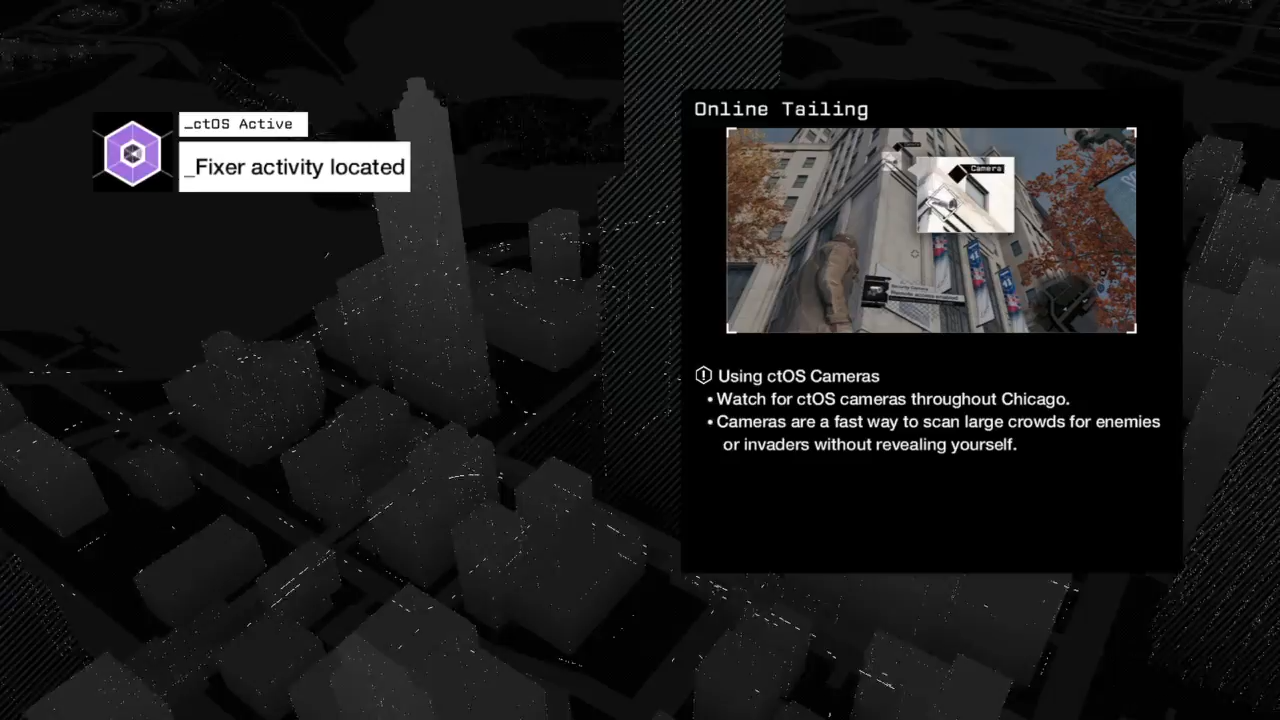 _ctOS Active
_Fixer activity located
Online Tailing
Camera
Using ctOS Cameras
• Watch for ctOS cameras throughout Chicago.
• Cameras are a fast way to scan large crowds for enemies
or invaders without revealing yourself.